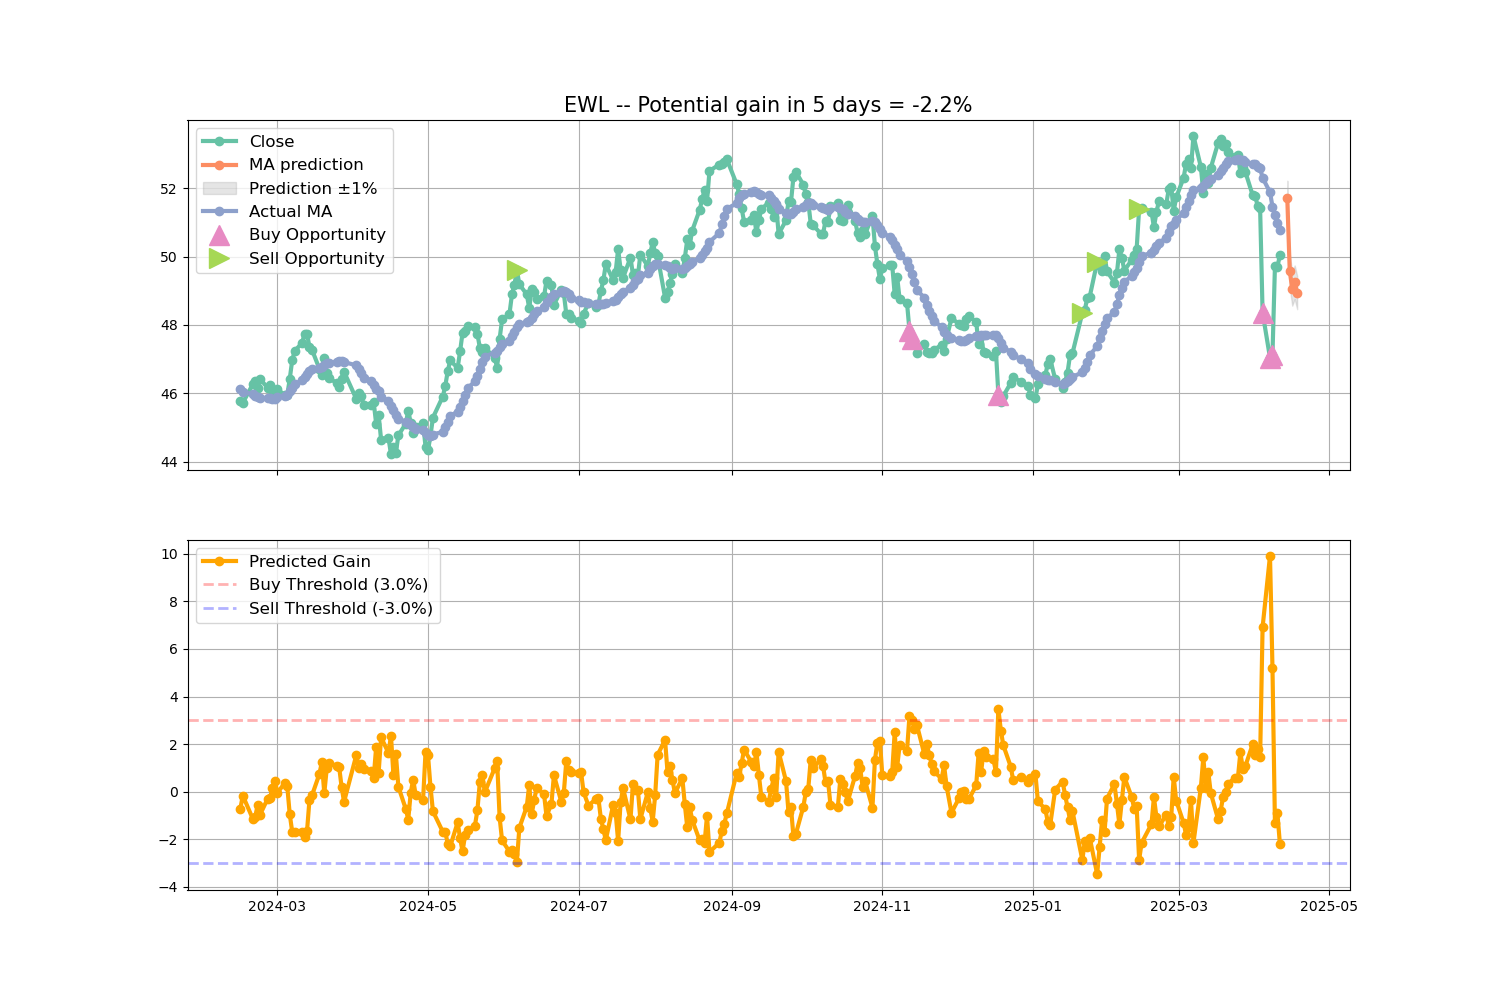 EWL -- Potential gain in 5 days = -2.2%
Close
MA prediction
Prediction ±1%
Actual MA
Buy Opportunity
Sell Opportunity
52
50
48
46
44
Predicted Gain
Buy Threshold (3.0%)
Sell Threshold (-3.0%)
10
8
6
4
2
0
−2
−4
2024-03 2024-05 2024-07 2024-09 2024-11 2025-01 2025-03 2025-05